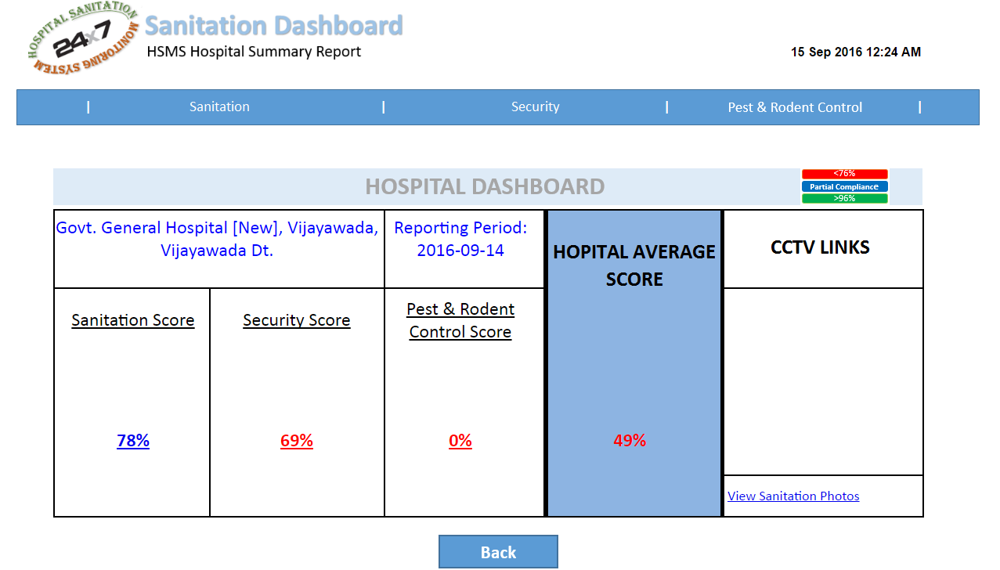 HOSPITAL SANITATION
MONITORING SYSTEM
24x7
Sanitation Dashboard
HSMS Hospital Summary Report
15 Sep 2016 12:24 AM
| Sanitation | Security | Pest & Rodent Control |
HOSPITAL DASHBOARD
<76%
Partial Compliance
>96%
Govt. General Hospital [New], Vijayawada,
Vijayawada Dt.
Reporting Period:
2016-09-14
HOPITAL AVERAGE
SCORE
CCTV LINKS
Sanitation Score
Security Score
Pest & Rodent
Control Score
78%
69%
0%
49%
View Sanitation Photos
Back